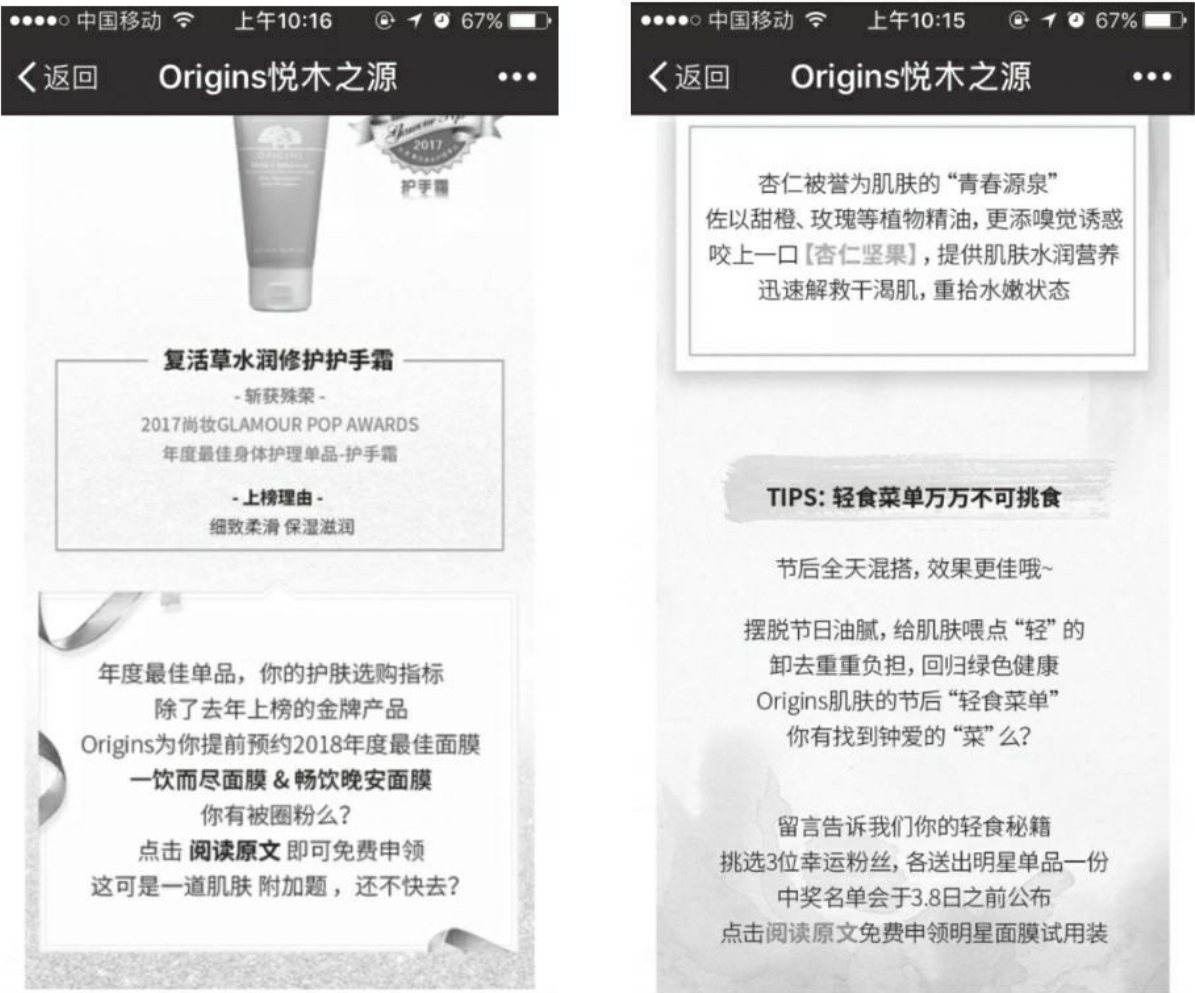 中国移动 上午10:16 67%
返回 Origins悦木之源
ORIGINS
2017
护手霜
复活草水润修护护手霜
- 斩获殊荣 -
2017尚妆GLAMOUR POP AWARDS
年度最佳身体护理单品-护手霜
- 上榜理由 -
细致柔滑 保湿滋润
年度最佳单品，你的护肤选购指标
除了去年上榜的金牌产品
Origins为你提前预约2018年度最佳面膜
一饮而尽面膜 & 畅饮晚安面膜
你有被圈粉么？
点击 阅读原文 即可免费申领
这可是一道肌肤 附加题 ，还不快去？
中国移动 上午10:15 67%
返回 Origins悦木之源
杏仁被誉为肌肤的“青春源泉”
佐以甜橙、玫瑰等植物精油，更添嗅觉诱惑
咬上一口【杏仁坚果】，提供肌肤水润营养
迅速解救干渴肌，重拾水嫩状态
TIPS：轻食菜单万万不可挑食
节后全天混搭，效果更佳哦~
摆脱节日油腻，给肌肤喂点“轻”的
卸去重重负担，回归绿色健康
Origins肌肤的节后“轻食菜单”
你有找到钟爱的“菜”么？
留言告诉我们你的轻食秘籍
挑选3位幸运粉丝，各送出明星单品一份
中奖名单会于3.8日之前公布
点击阅读原文免费申领明星面膜试用装